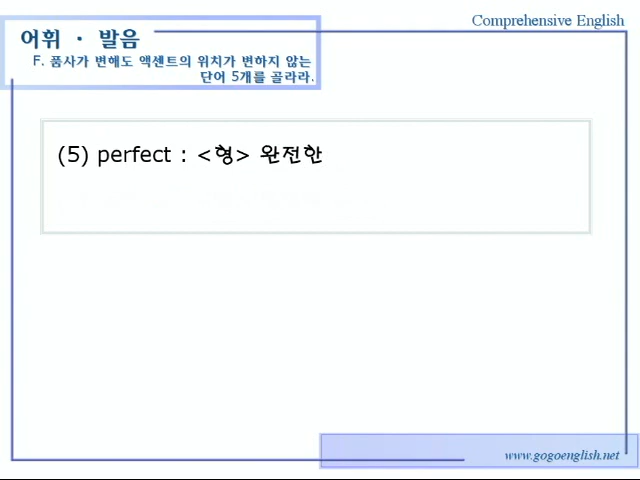 Comprehensive English
어휘 · 발음
F. 품사가 변해도 액센트의 위치가 변하지 않는
단어 5개를 골라라.
(5) perfect : <형> 완전한
www.gogoenglish.net